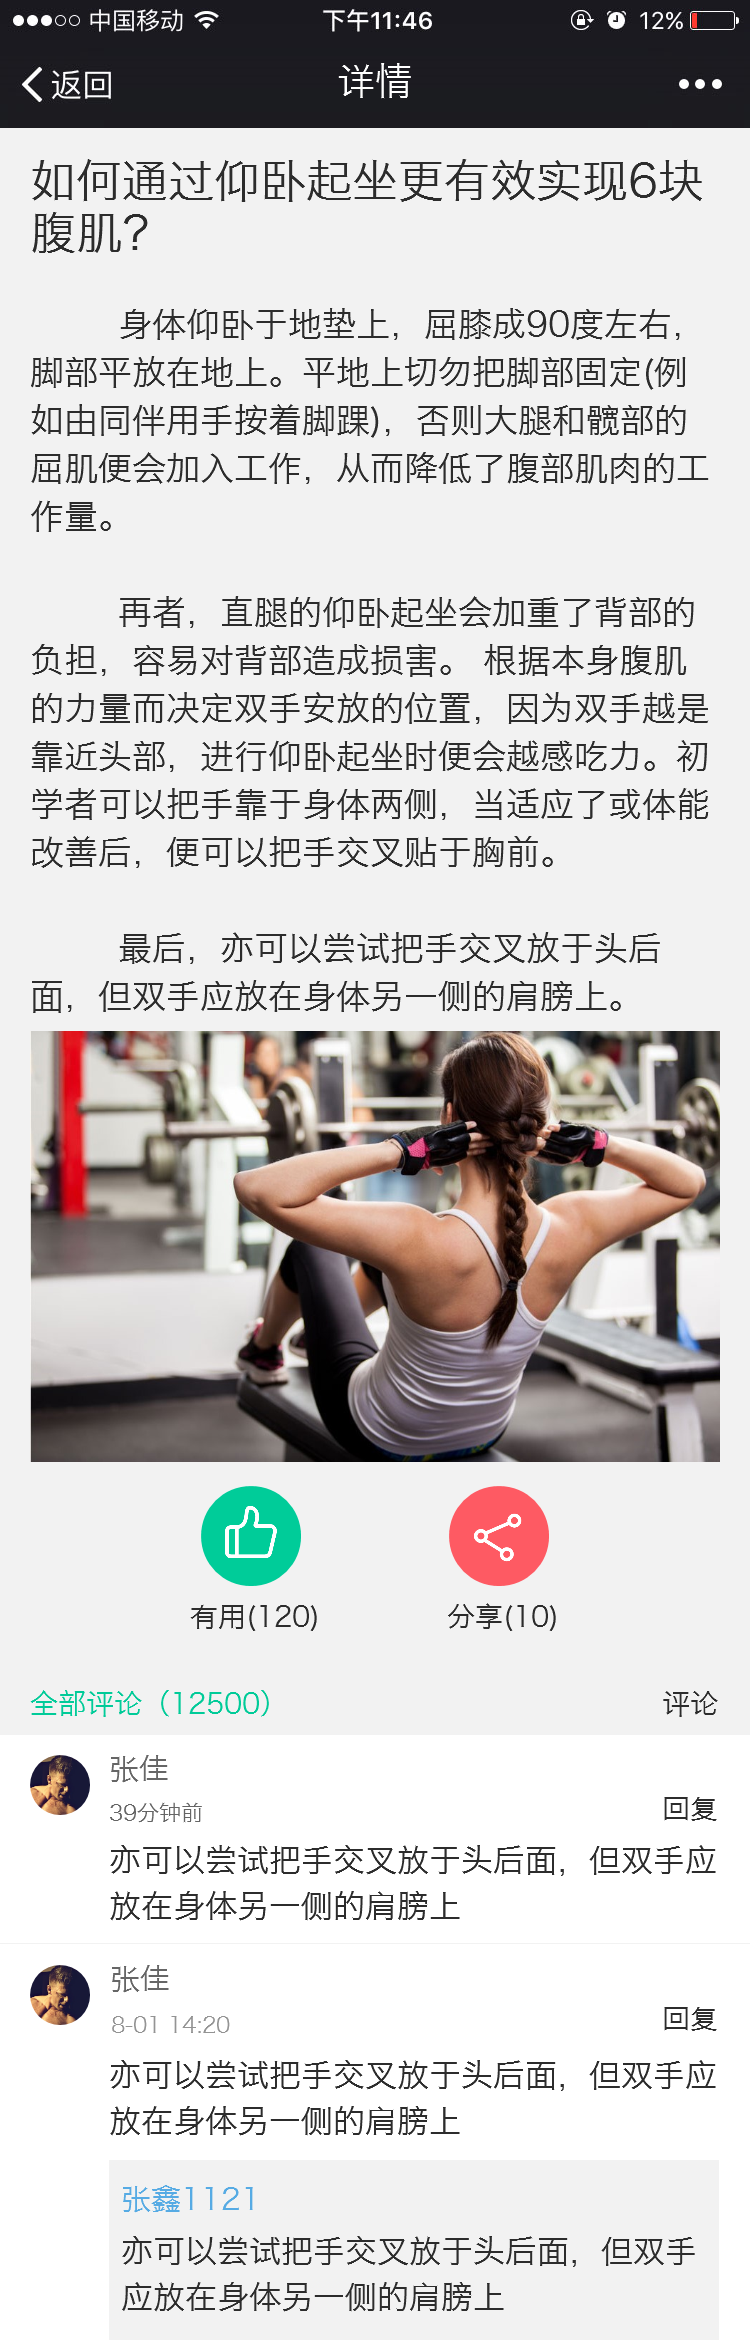 中国移动 下午11:46 12%
返回 详情
如何通过仰卧起坐更有效实现6块
腹肌?
身体仰卧于地垫上，屈膝成90度左右，
脚部平放在地上。平地上切勿把脚部固定(例
如由同伴用手按着脚踝)，否则大腿和髋部的
屈肌便会加入工作，从而降低了腹部肌肉的工
作量。
再者，直腿的仰卧起坐会加重了背部的
负担，容易对背部造成损害。 根据本身腹肌
的力量而决定双手安放的位置，因为双手越是
靠近头部，进行仰卧起坐时便会越感吃力。初
学者可以把手靠于身体两侧，当适应了或体能
改善后，便可以把手交叉贴于胸前。
最后，亦可以尝试把手交叉放于头后
面，但双手应放在身体另一侧的肩膀上。
有用(120) 分享(10)
全部评论（12500） 评论
张佳
39分钟前 回复
亦可以尝试把手交叉放于头后面，但双手应
放在身体另一侧的肩膀上
张佳
8-01 14:20 回复
亦可以尝试把手交叉放于头后面，但双手应
放在身体另一侧的肩膀上
张鑫1121
亦可以尝试把手交叉放于头后面，但双手
应放在身体另一侧的肩膀上